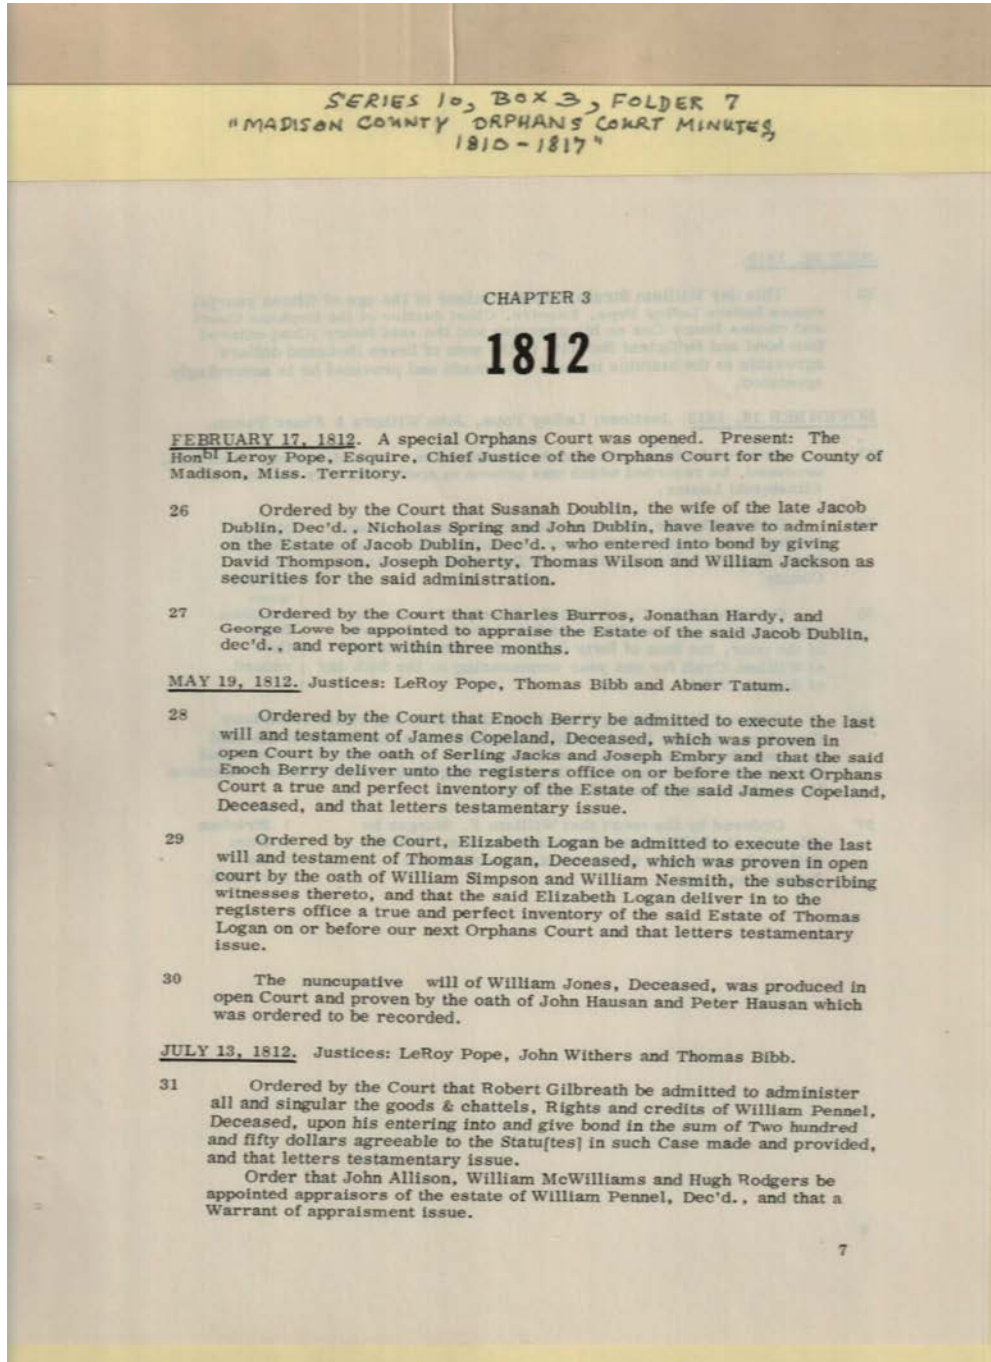 SERIES 10, BOX 3, FOLDER 7
"MADISON COUNTY ORPHANS COURT MINUTES,
1810-1817"
CHAPTER 3
1812
FEBRUARY 17, 1812. A special Orphans Court was opened. Present: The
Honbl Leroy Pope, Esquire, Chief Justice of the Orphans Court for the County of
Madison, Miss. Territory.
26 Ordered by the Court that Susanah Doublin, the wife of the late Jacob
Dublin, Dec'd., Nicholas Spring and John Dublin, have leave to administer
on the Estate of Jacob Dublin, Dec'd., who entered into bond by giving
David Thompson, Joseph Doherty, Thomas Wilson and William Jackson as
securities for the said administration.
27 Ordered by the Court that Charles Burros, Jonathan Hardy, and
George Lowe be appointed to appraise the Estate of the said Jacob Dublin,
dec'd., and report within three months.
MAY 19, 1812. Justices: LeRoy Pope, Thomas Bibb and Abner Tatum.
28 Ordered by the Court that Enoch Berry be admitted to execute the last
will and testament of James Copeland, Deceased, which was proven in
open Court by the oath of Serling Jacks and Joseph Embry and that the said
Enoch Berry deliver unto the registers office on or before the next Orphans
Court a true and perfect inventory of the Estate of the said James Copeland,
Deceased, and that letters testamentary issue.
29 Ordered by the Court, Elizabeth Logan be admitted to execute the last
will and testament of Thomas Logan, Deceased, which was proven in open
court by the oath of William Simpson and William Nesmith, the subscribing
witnesses thereto, and that the said Elizabeth Logan deliver in to the
registers office a true and perfect inventory of the said Estate of Thomas
Logan on or before our next Orphans Court and that letters testamentary
issue.
30 The nuncupative will of William Jones, Deceased, was produced in
open Court and proven by the oath of John Hausan and Peter Hausan which
was ordered to be recorded.
JULY 13, 1812. Justices: LeRoy Pope, John Withers and Thomas Bibb.
31 Ordered by the Court that Robert Gilbreath be admitted to administer
all and singular the goods & chattels, Rights and credits of William Pennel,
Deceased, upon his entering into and give bond in the sum of Two hundred
and fifty dollars agreeable to the Statu[tes] in such Case made and provided,
and that letters testamentary issue.
Order that John Allison, William McWilliams and Hugh Rodgers be
appointed appraisors of the estate of William Pennel, Dec'd., and that a
Warrant of appraisment issue.
7